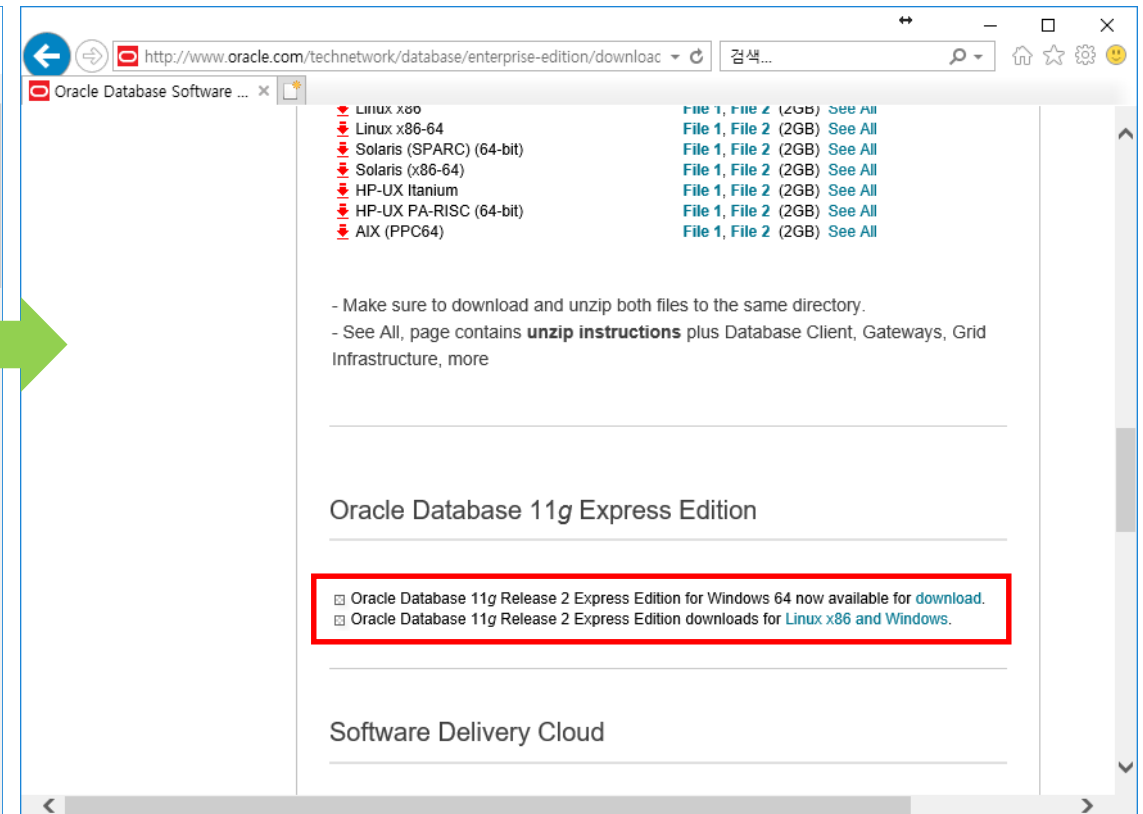 http://www.oracle.com/technetwork/database/enterprise-edition/downloac
검색...
Oracle Database Software ...
Linux x86 File 1, File 2 (2GB) See All
Linux x86-64 File 1, File 2 (2GB) See All
Solaris (SPARC) (64-bit) File 1, File 2 (2GB) See All
Solaris (x86-64) File 1, File 2 (2GB) See All
HP-UX Itanium File 1, File 2 (2GB) See All
HP-UX PA-RISC (64-bit) File 1, File 2 (2GB) See All
AIX (PPC64) File 1, File 2 (2GB) See All
- Make sure to download and unzip both files to the same directory.
- See All, page contains unzip instructions plus Database Client, Gateways, Grid
Infrastructure, more
Oracle Database 11g Express Edition
Oracle Database 11g Release 2 Express Edition for Windows 64 now available for download.
Oracle Database 11g Release 2 Express Edition downloads for Linux x86 and Windows.
Software Delivery Cloud